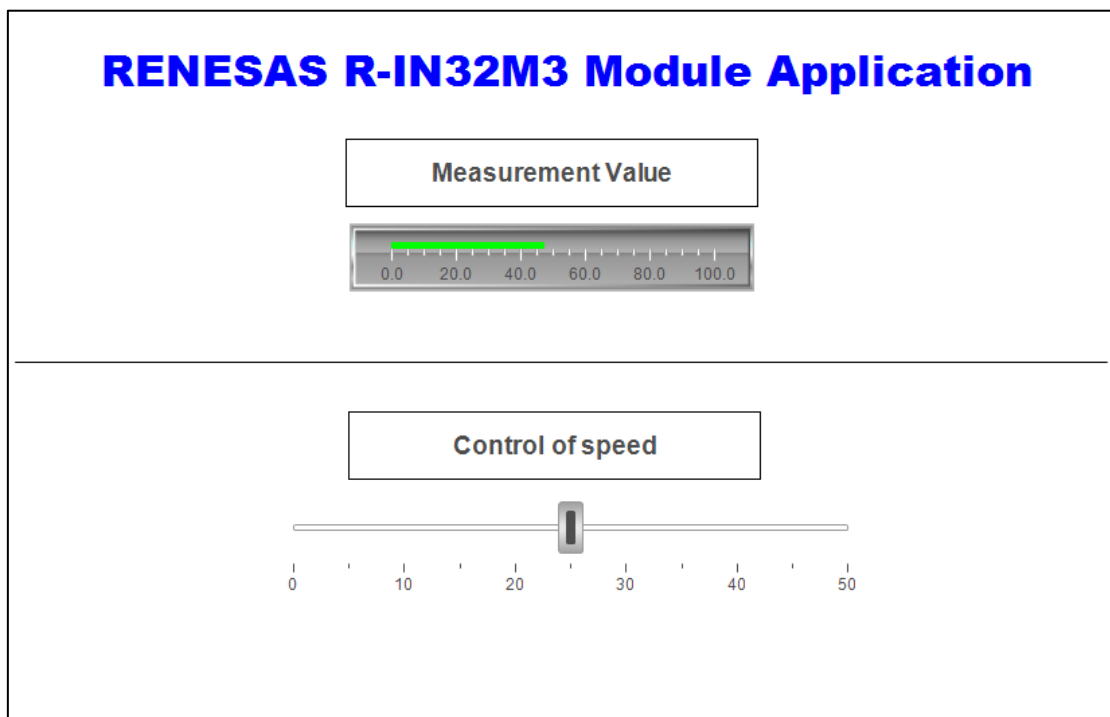 RENESAS R-IN32M3 Module Application
Measurement Value
0.0 20.0 40.0 60.0 80.0 100.0
Control of speed
0 10 20 30 40 50